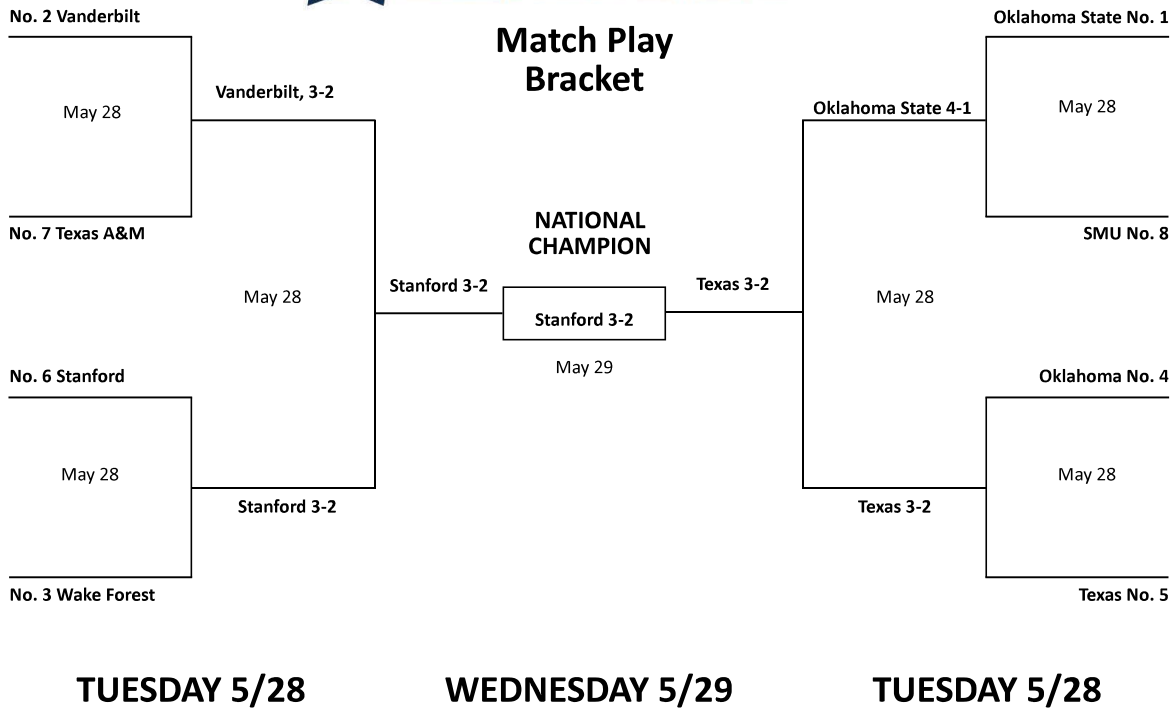 No. 2 Vanderbilt
Oklahoma State No. 1
Match Play
Bracket
Vanderbilt, 3-2
May 28
Oklahoma State 4-1
May 28
NATIONAL
CHAMPION
No. 7 Texas A&M
SMU No. 8
May 28
Stanford 3-2
Stanford 3-2
Texas 3-2
May 28
May 29
No. 6 Stanford
Oklahoma No. 4
May 28
May 28
Stanford 3-2
Texas 3-2
No. 3 Wake Forest
Texas No. 5
TUESDAY 5/28
WEDNESDAY 5/29
TUESDAY 5/28